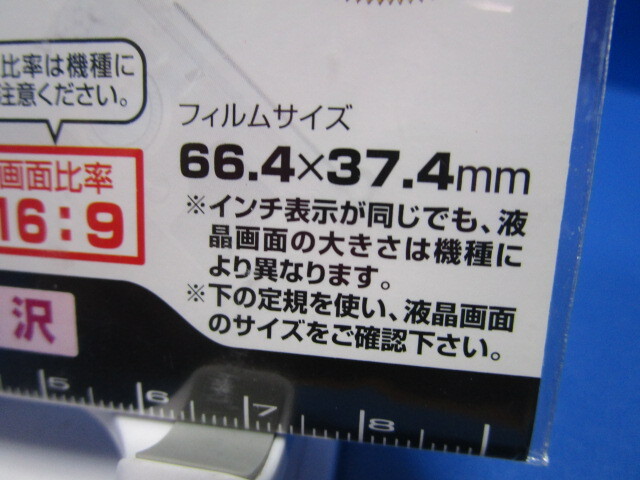 比率は機種に
注意ください。
画面比率
16：9
フィルムサイズ
66.4×37.4mm
※インチ表示が同じでも、液
晶画面の大きさは機種に
より異なります。
※下の定規を使い、液晶画面
のサイズをご確認下さい。
沢
5 6 7 8